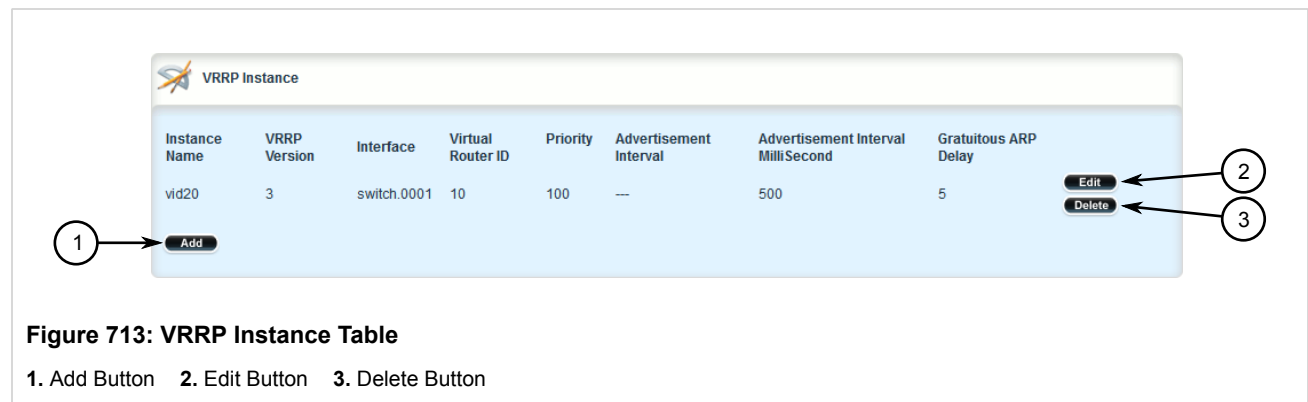 VRRP Instance
Instance Name VRRP Version Interface Virtual Router ID Priority Advertisement Interval Advertisement Interval MilliSecond Gratuitous ARP Delay
vid20 3 switch.0001 10 100 --- 500 5
Edit 2
Delete 3
1 Add
Figure 713: VRRP Instance Table
1. Add Button 2. Edit Button 3. Delete Button